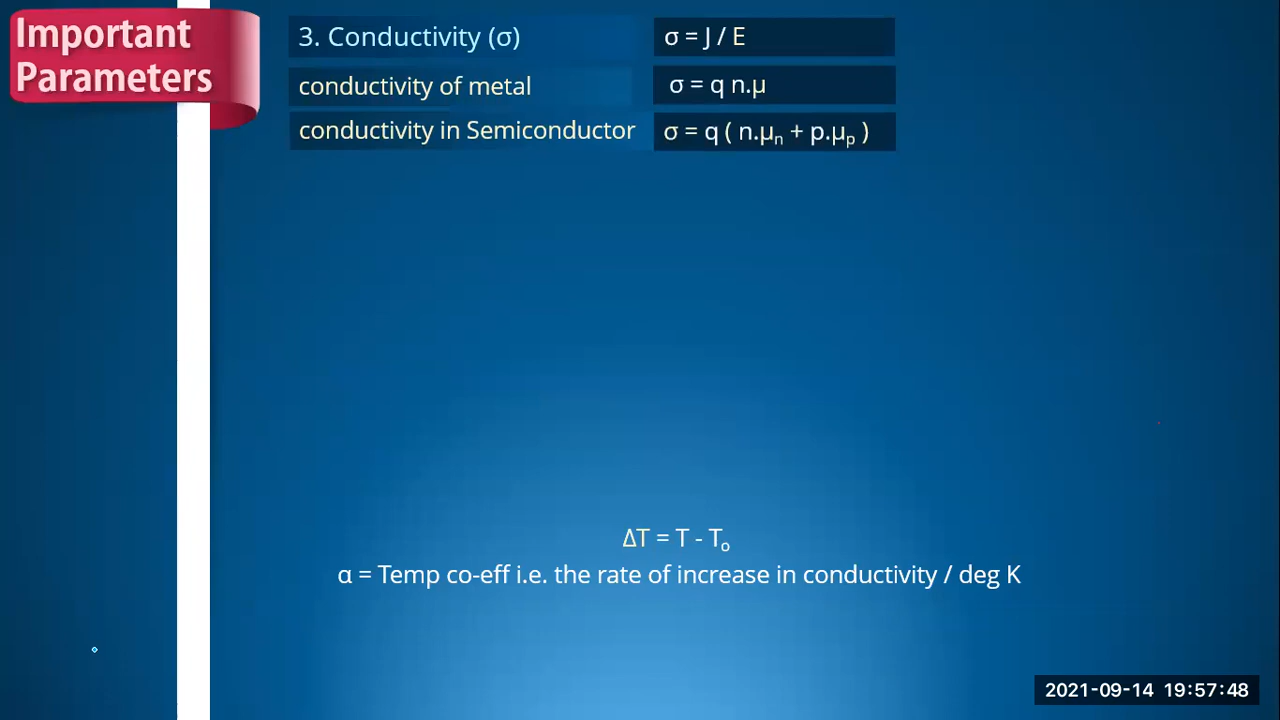 Important
Parameters
3. Conductivity (σ)
σ = J / E
conductivity of metal
σ = q n.μ
conductivity in Semiconductor
σ = q ( n.μn + p.μp )
ΔT = T - To
α = Temp co-eff i.e. the rate of increase in conductivity / deg K
2021-09-14 19:57:48